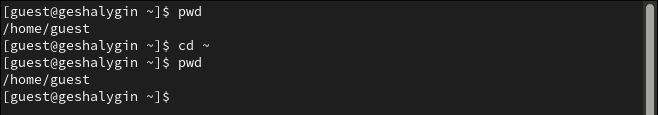 [guest@geshalygin ~]$ pwd
/home/guest
[guest@geshalygin ~]$ cd ~
[guest@geshalygin ~]$ pwd
/home/guest
[guest@geshalygin ~]$